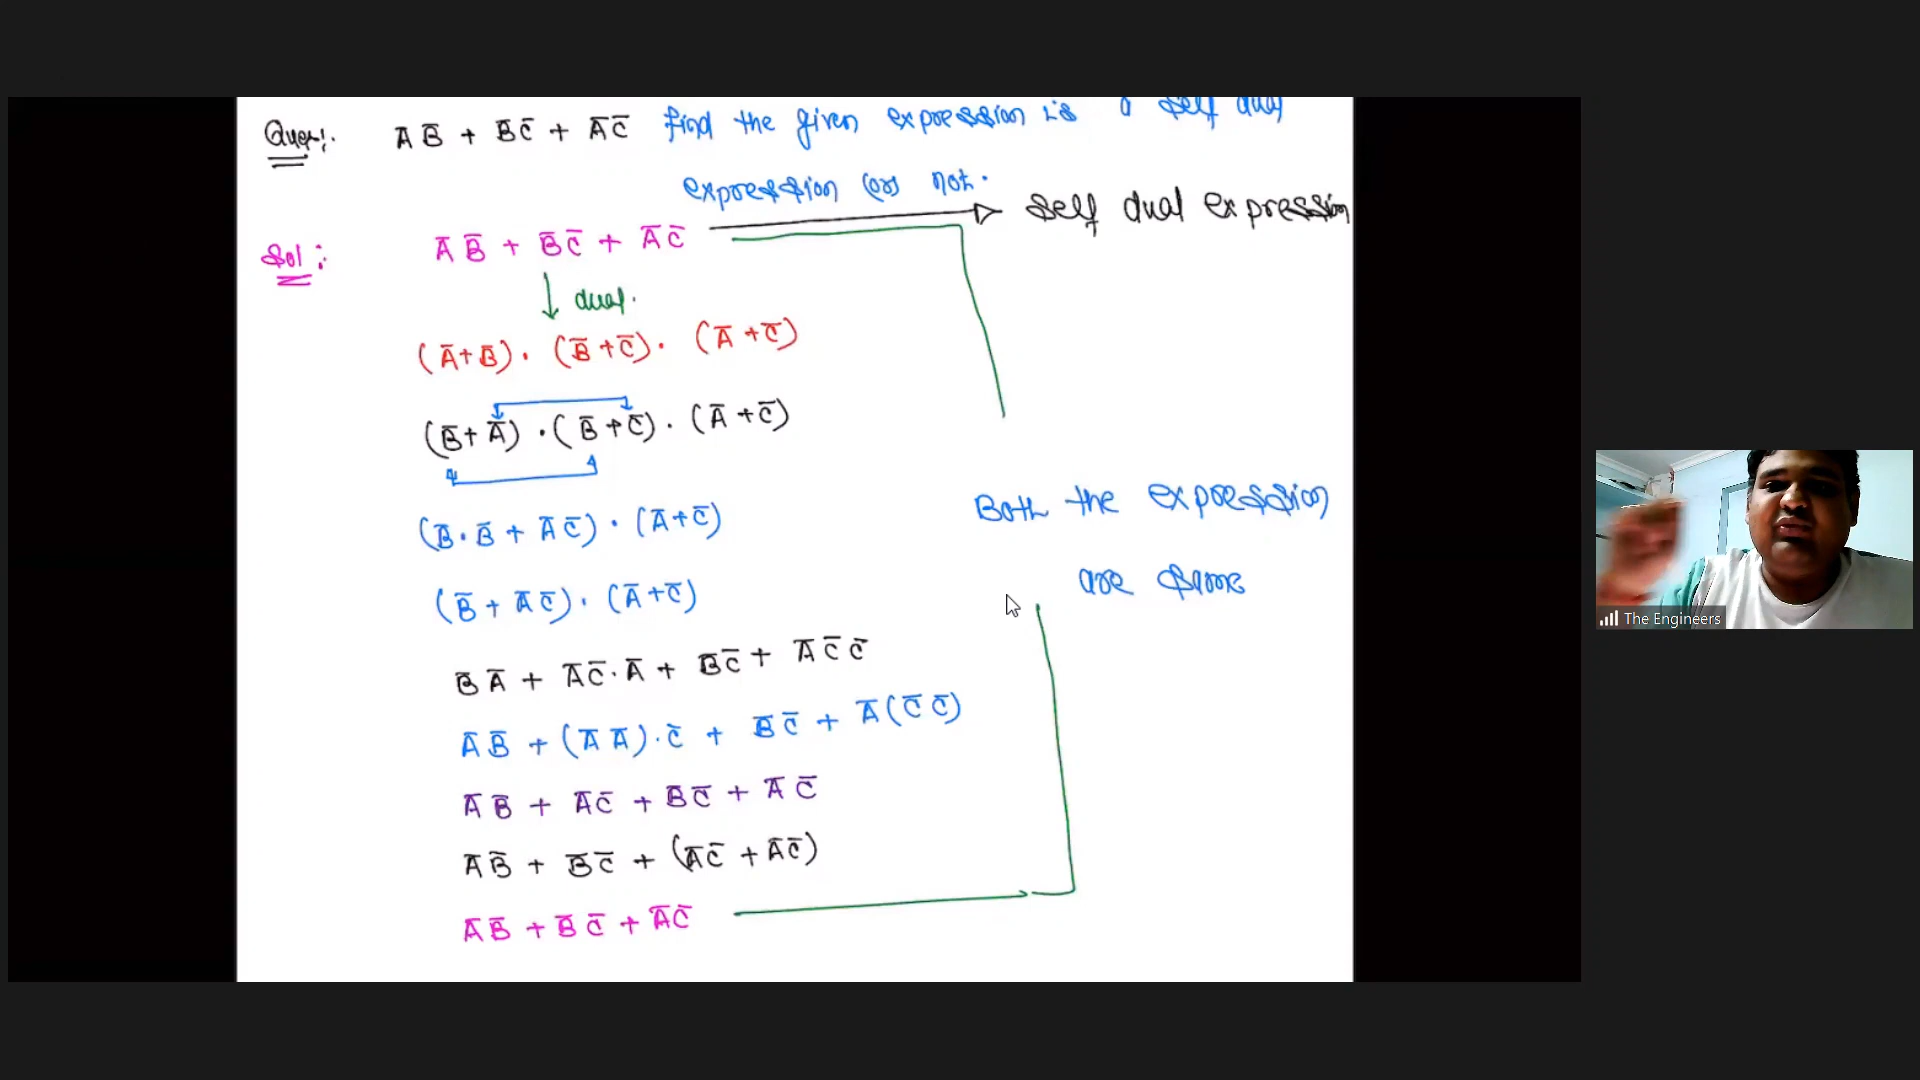 Ques:. A̅ B̅ + B̅ C̅ + A̅ C̅ find the given expression is a self dual
expression (or) not.
Self dual expression
Sol: A̅ B̅ + B̅ C̅ + A̅ C̅
dual.
(A̅+B̅) . (B̅+C̅) . (A̅+C̅)
(B̅+A̅) . (B̅+C̅) . (A̅+C̅)
(B̅.B̅ + A̅C̅) . (A̅+C̅)
Both the expression
are same
(B̅ + A̅C̅) . (A̅+C̅)
B̅A̅ + A̅C̅.A̅ + B̅C̅ + A̅C̅C̅
A̅B̅ + (A̅A̅).C̅ + B̅C̅ + A̅(C̅C̅)
A̅B̅ + A̅C̅ + B̅C̅ + A̅C̅
A̅B̅ + B̅C̅ + (A̅C̅ + A̅C̅)
A̅B̅ + B̅C̅ + A̅C̅
The Engineers